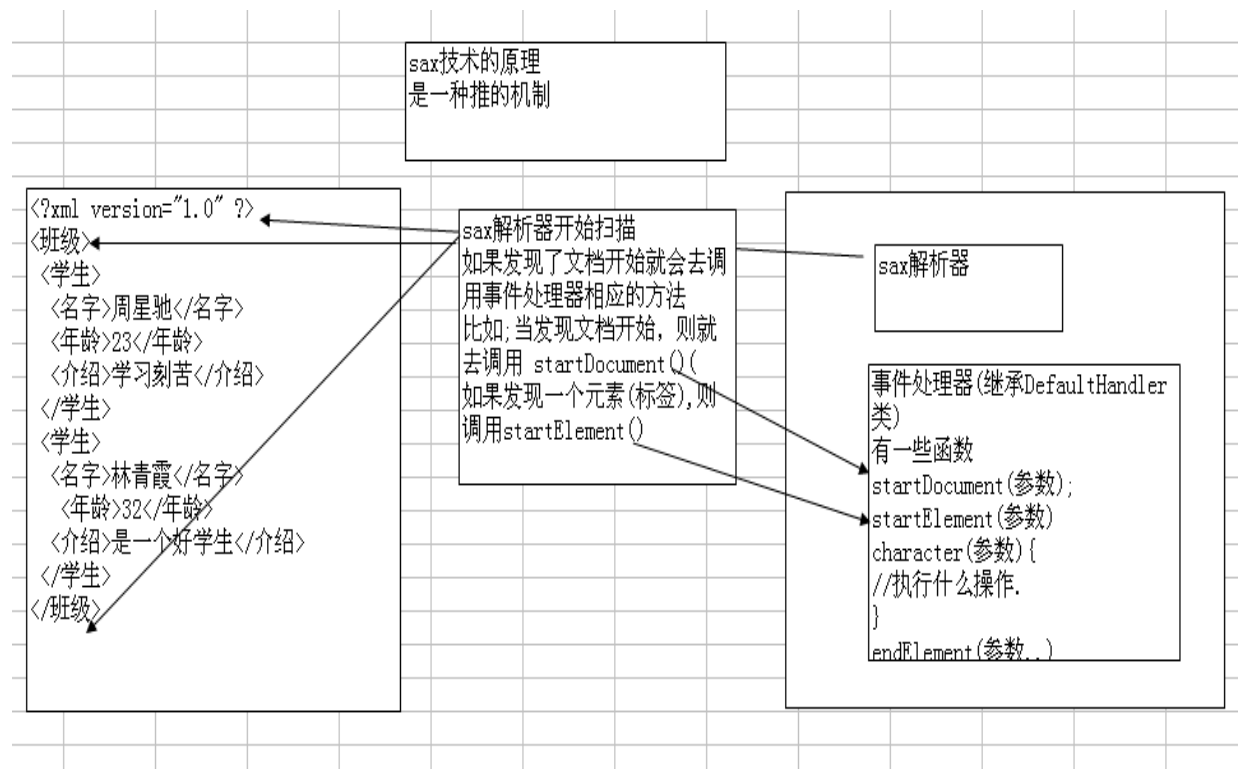 sax技术的原理
是一种推的机制
<?xml version="1.0" ?>
<班级>
<学生>
<名字>周星驰</名字>
<年龄>23</年龄>
<介绍>学习刻苦</介绍>
</学生>
<学生>
<名字>林青霞</名字>
<年龄>32</年龄>
<介绍>是一个好学生</介绍>
</学生>
</班级>
sax解析器开始扫描
如果发现了文档开始就会去调
用事件处理器相应的方法
比如;当发现文档开始，则就
去调用 startDocument()(
如果发现一个元素(标签),则
调用startElement()
sax解析器
事件处理器(继承DefaultHandler
类)
有一些函数
startDocument(参数);
startElement(参数)
character(参数){
//执行什么操作.
}
endElement(参数..)